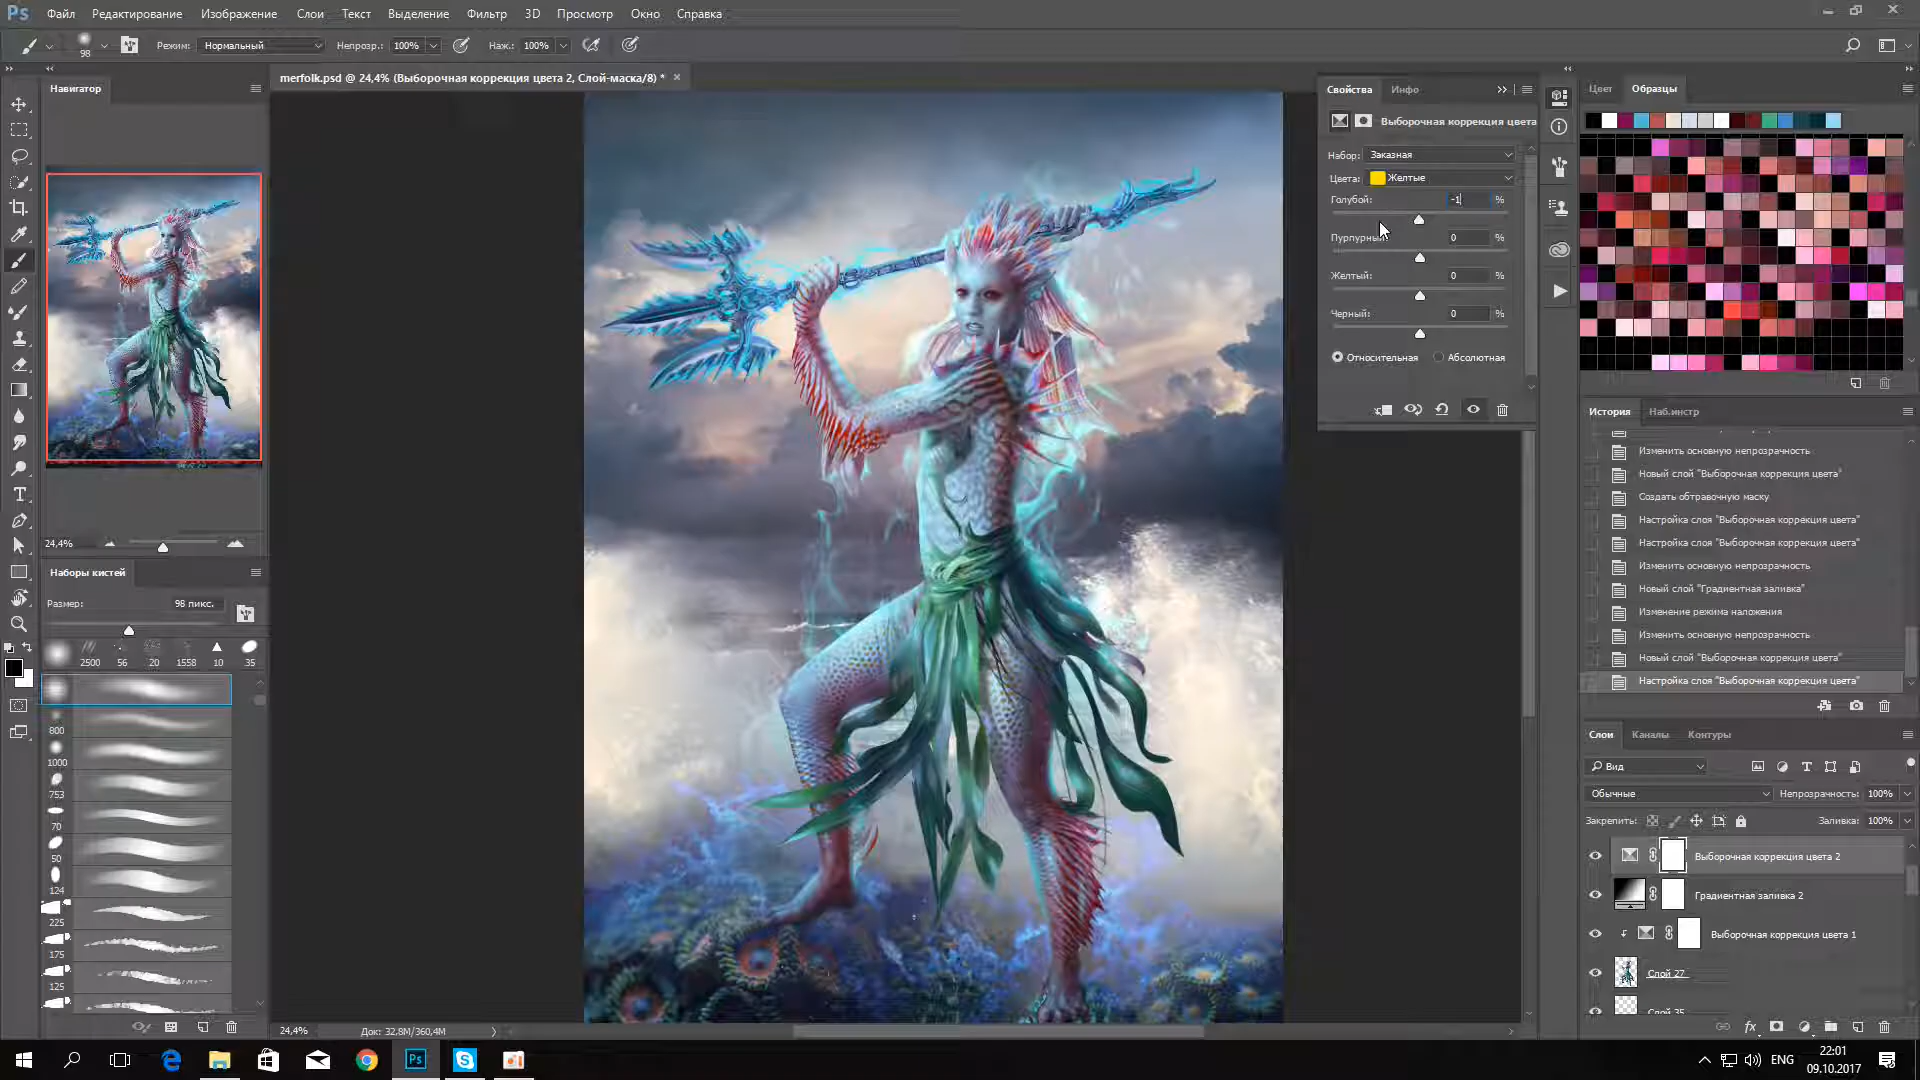 Ps Файл Редактирование Изображение Слои Текст Выделение Фильтр 3D Просмотр Окно Справка
98 Режим: Нормальный Непрозр.: 100% Наж.: 100%
merfolk.psd @ 24,4% (Выборочная коррекция цвета 2, Слой-маска/8) *
Навигатор
24,4%
Наборы кистей
Размер: 98 пикс.
2500 56 20 1558 10 35
800
1000
753
70
50
124
225
175
125
24,4% Док: 32,8M/360,4M
Свойства Инфо
Выборочная коррекция цвета
Набор: Заказная
Цвета: Желтые
Голубой: -1 %
Пурпурный: 0 %
Желтый: 0 %
Черный: 0 %
Относительная Абсолютная
Цвет Образцы
История Наб.инстр
Изменить основную непрозрачность
Новый слой "Выборочная коррекция цвета"
Создать обтравочную маску
Настройка слоя "Выборочная коррекция цвета"
Настройка слоя "Выборочная коррекция цвета"
Изменить основную непрозрачность
Новый слой "Градиентная заливка"
Изменение режима наложения
Изменить основную непрозрачность
Новый слой "Выборочная коррекция цвета"
Настройка слоя "Выборочная коррекция цвета"
Слои Каналы Контуры
Вид
Обычные Непрозрачность: 100%
Закрепить: Заливка: 100%
Выборочная коррекция цвета 2
Градиентная заливка 2
Выборочная коррекция цвета 1
Слой 27
Слой 35
fx
Ps ENG 22:01
09.10.2017